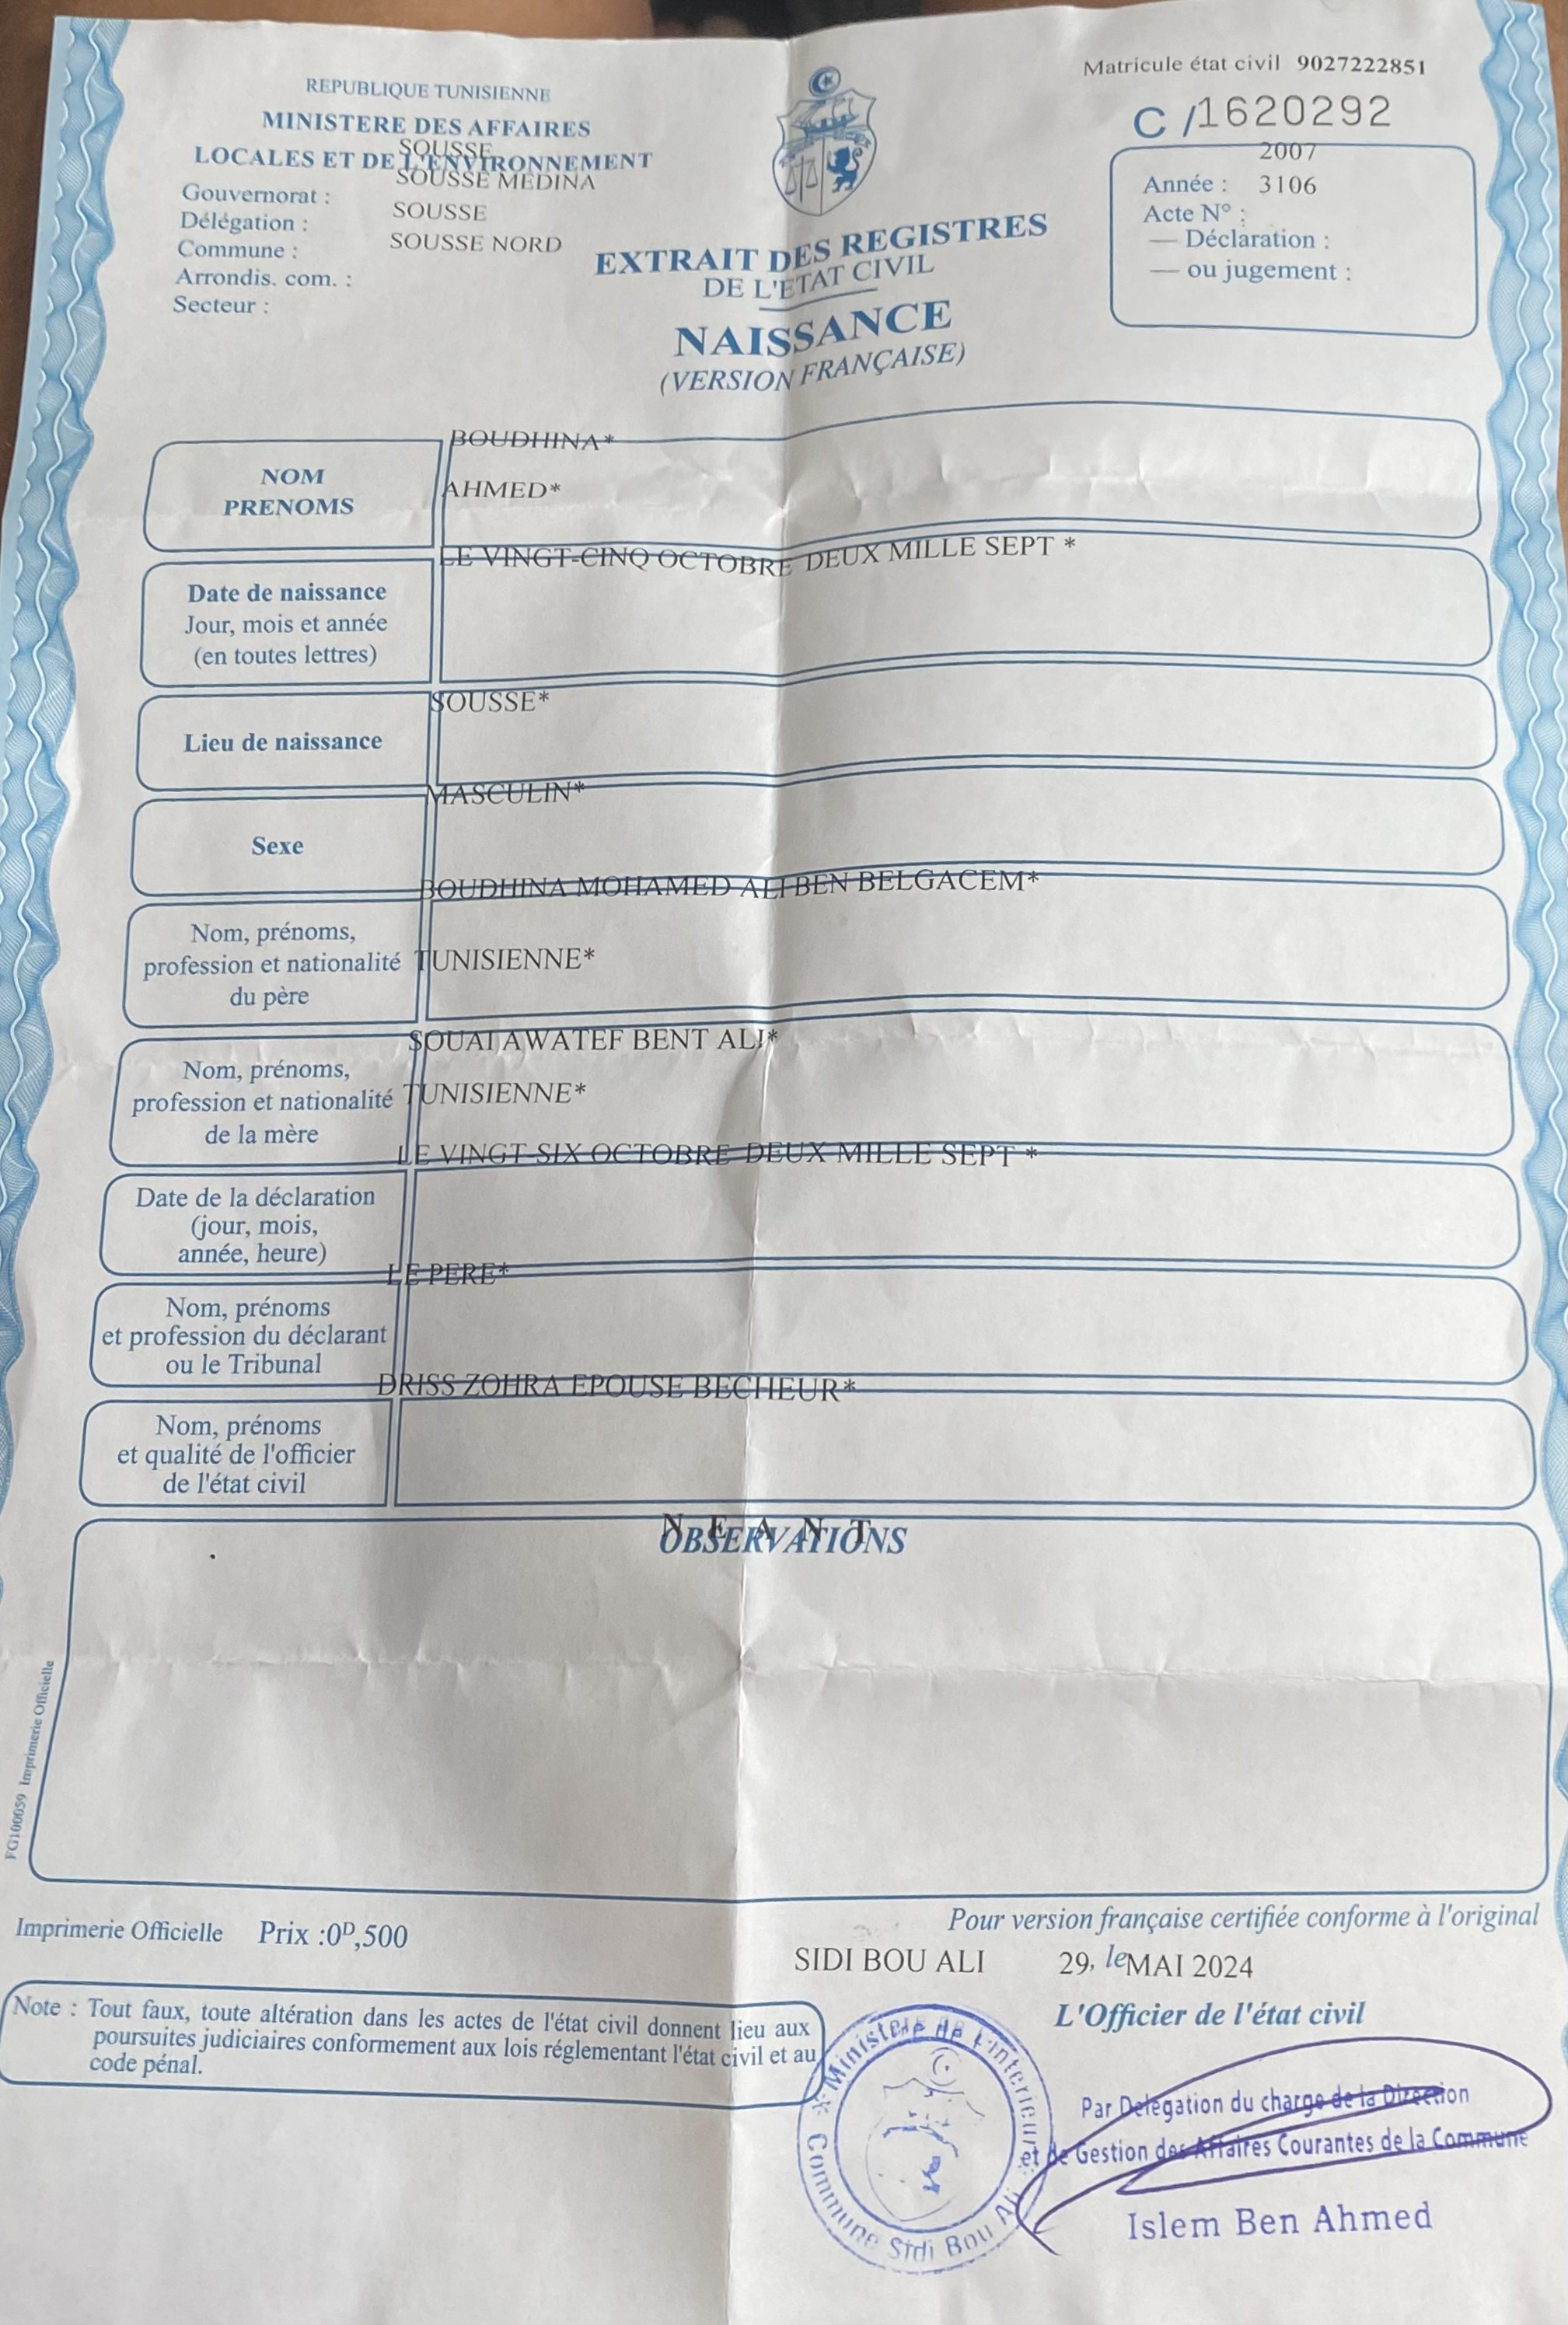 Matricule état civil 9027222851
REPUBLIQUE TUNISIENNE
MINISTERE DES AFFAIRES
LOCALES ET DE L'ENVIRONNEMENT
C /1620292
SOUSSE
SOUSSE MEDINA
SOUSSE
SOUSSE NORD
Gouvernorat :
Délégation :
Commune :
Arrondis. com. :
Secteur :
2007
Année : 3106
Acte N° :
— Déclaration :
— ou jugement :
EXTRAIT DES REGISTRES
DE L'ETAT CIVIL
NAISSANCE
(VERSION FRANÇAISE)
NOM
PRENOMS
BOUDHINA*
AHMED*
Date de naissance
Jour, mois et année
(en toutes lettres)
LE VINGT-CINQ OCTOBRE DEUX MILLE SEPT *
Lieu de naissance
SOUSSE*
Sexe
MASCULIN*
Nom, prénoms,
profession et nationalité
du père
BOUDHINA MOHAMED ALI BEN BELGACEM*
TUNISIENNE*
Nom, prénoms,
profession et nationalité
de la mère
SOUAI AWATEF BENT ALI*
TUNISIENNE*
Date de la déclaration
(jour, mois,
année, heure)
LE VINGT-SIX OCTOBRE DEUX MILLE SEPT *
Nom, prénoms
et profession du déclarant
ou le Tribunal
LE PERE*
Nom, prénoms
et qualité de l'officier
de l'état civil
DRISS ZOHRA EPOUSE BECHEUR*
N E A N T
OBSERVATIONS
FG100059 Imprimerie Officielle
Imprimerie Officielle Prix :0ᴰ,500
Pour version française certifiée conforme à l'original
SIDI BOU ALI 29, le MAI 2024
L'Officier de l'état civil
Note : Tout faux, toute altération dans les actes de l'état civil donnent lieu aux
poursuites judiciaires conformement aux lois réglementant l'état civil et au
code pénal.
* Ministere de L'interieur *
Commune Sidi Bou Ali
Par Delegation du charge de la Direction
et de Gestion des Affaires Courantes de la Commune
Islem Ben Ahmed